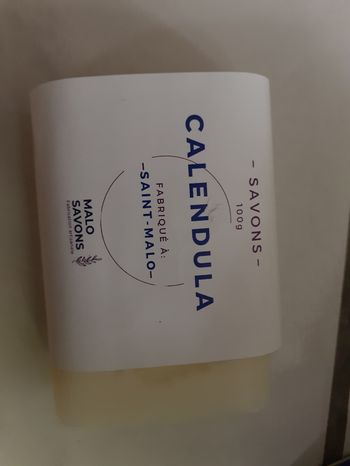 – SAVONS –
100g
CALENDULA
FABRIQUÉ À:
–SAINT-MALO–
MALO
SAVONS